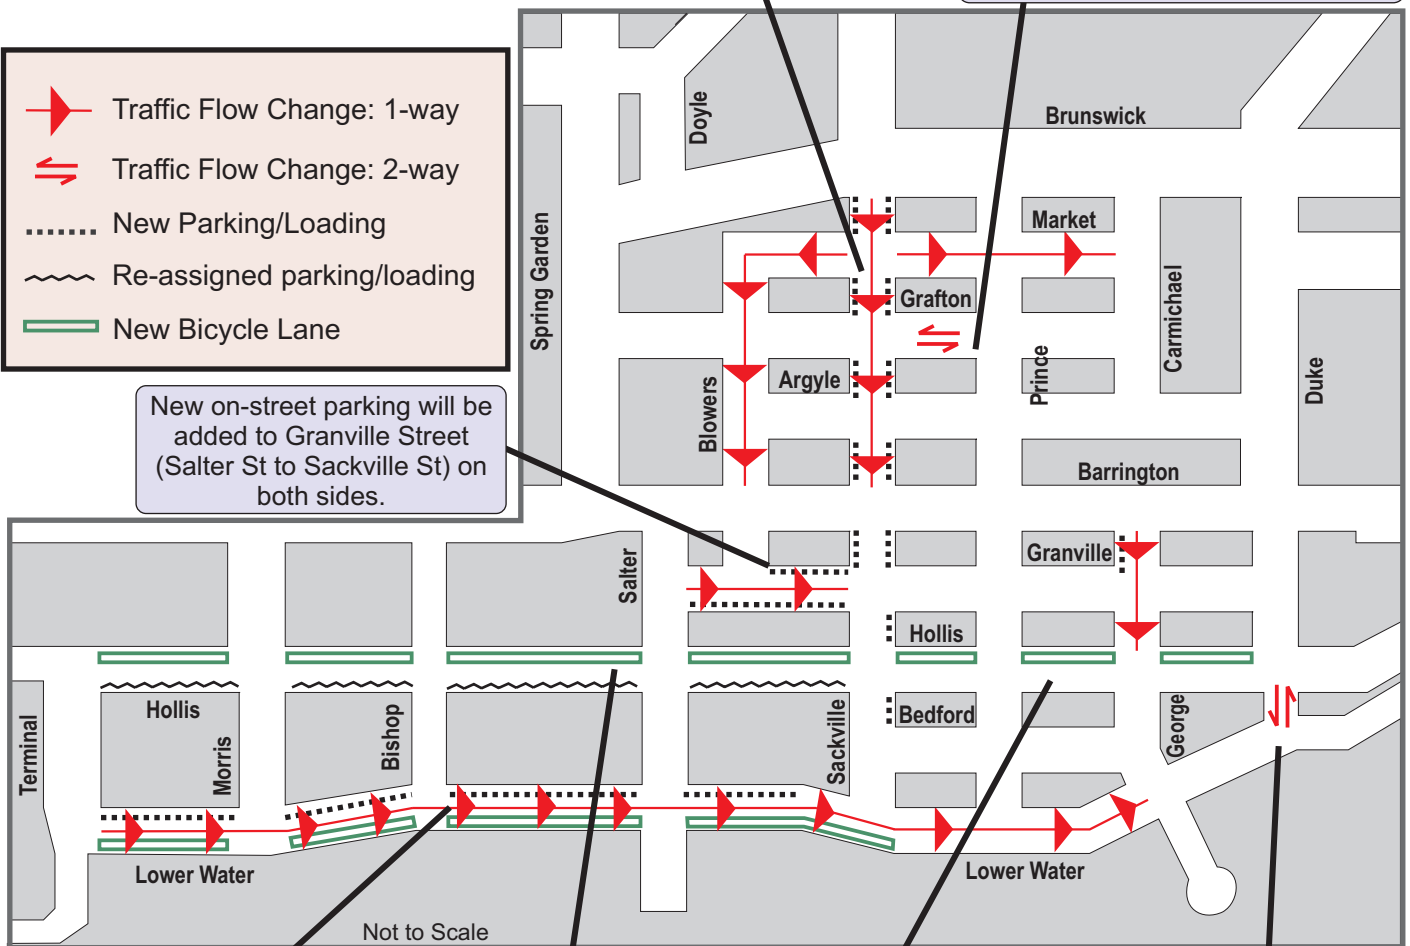 Traffic Flow Change: 1-way
Traffic Flow Change: 2-way
New Parking/Loading
Re-assigned parking/loading
New Bicycle Lane
New on-street parking will be
added to Granville Street
(Salter St to Sackville St) on
both sides.
Doyle
Brunswick
Spring Garden
Market
Grafton
Carmichael
Prince
Duke
Blowers
Argyle
Barrington
Salter
Granville
Hollis
Terminal
Hollis
Morris
Bishop
Sackville
Bedford
George
Lower Water
Lower Water
Not to Scale